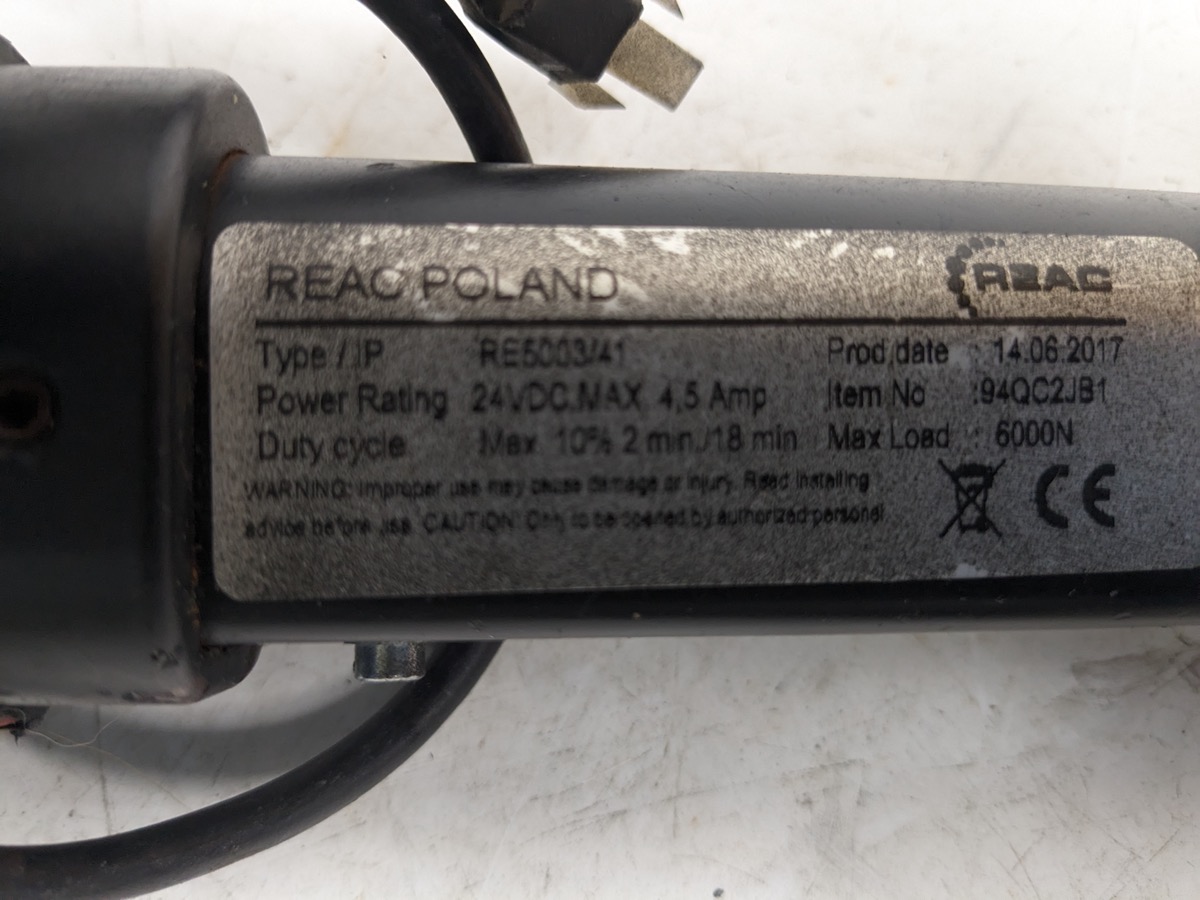 REAC POLAND
REAC
Type / IP RE5003/41 Prod.date : 14.06.2017
Power Rating 24VDC.MAX 4,5 Amp Item No :94QC2JB1
Duty cycle Max 10% 2 min./18 min Max Load : 6000N
WARNING: Improper use may cause damage or injury. Read installing
advice before use. CAUTION: Only to be opened by authorized personel
CE